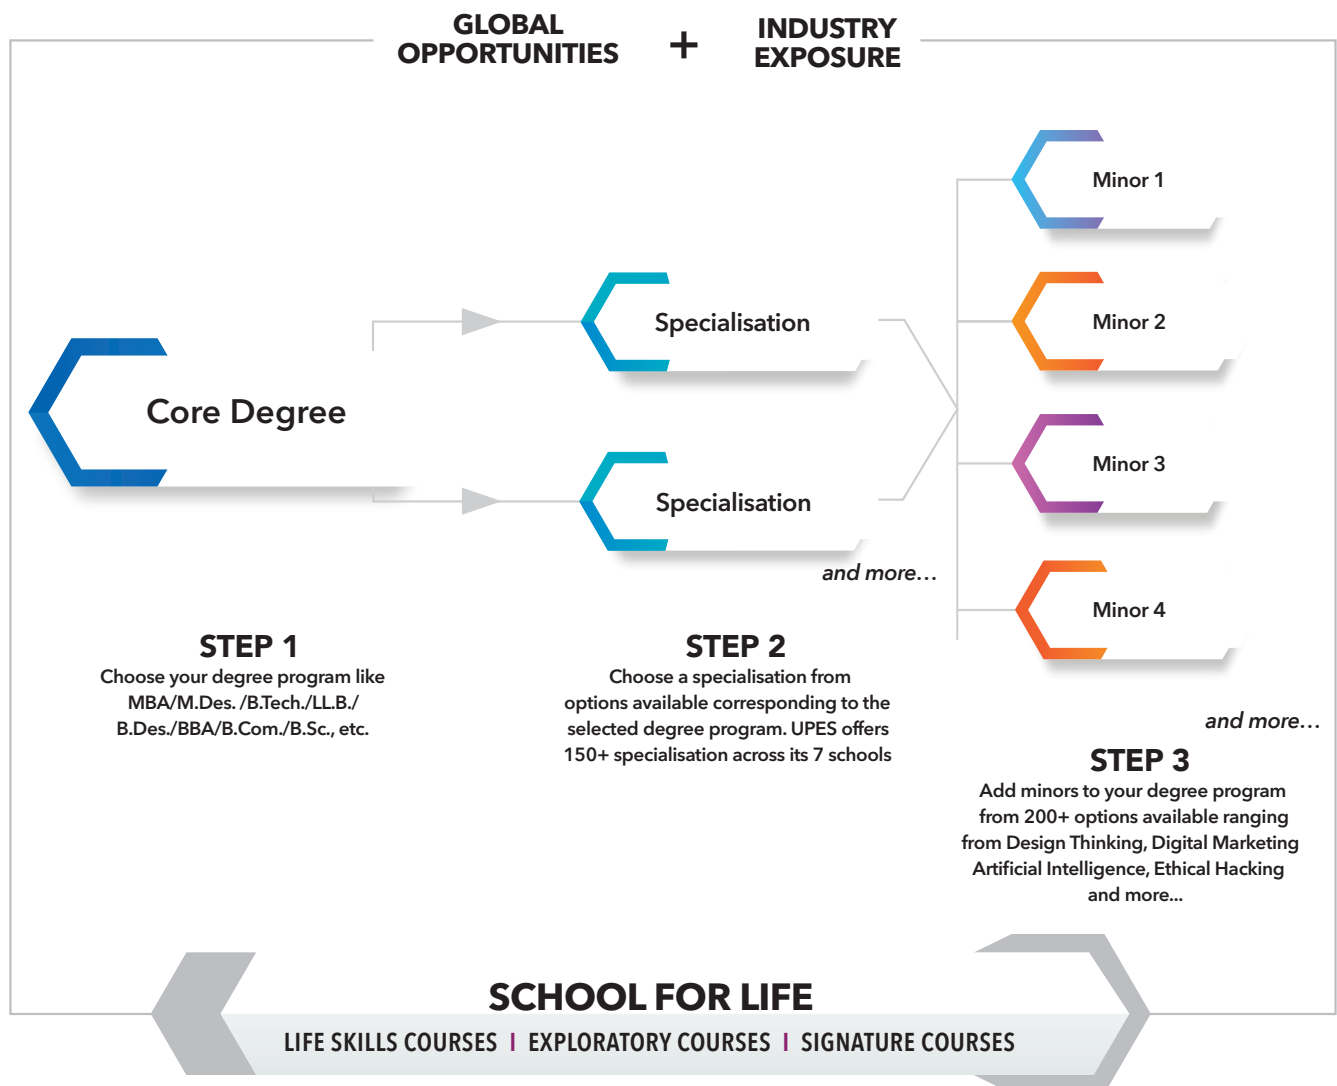 GLOBAL
OPPORTUNITIES
+
INDUSTRY
EXPOSURE
Core Degree
Specialisation
Specialisation
and more...
Minor 1
Minor 2
Minor 3
Minor 4
and more...
STEP 1
Choose your degree program like
MBA/M.Des. /B.Tech./LL.B./
B.Des./BBA/B.Com./B.Sc., etc.
STEP 2
Choose a specialisation from
options available corresponding to the
selected degree program. UPES offers
150+ specialisation across its 7 schools
STEP 3
Add minors to your degree program
from 200+ options available ranging
from Design Thinking, Digital Marketing
Artificial Intelligence, Ethical Hacking
and more...
SCHOOL FOR LIFE
LIFE SKILLS COURSES I EXPLORATORY COURSES I SIGNATURE COURSES